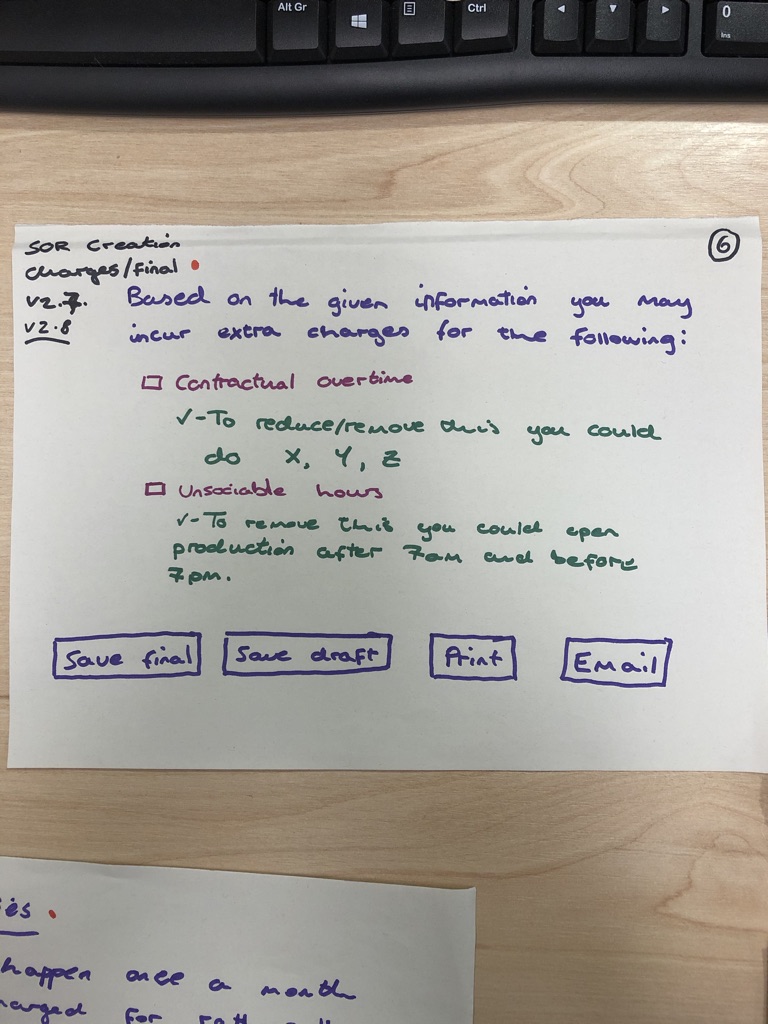 Alt Gr
Ctrl
0
Ins
SOR Creation
charges/final
6
v2.7.
v2.8
Based on the given information you may
incur extra charges for the following:
Contractual overtime
✓-To reduce/remove this you could
do X, Y, Z
Unsociable hours
✓-To remove this you could open
production after 7am and before
7pm.
Save final
Save draft
Print
Email
happen once a month
for